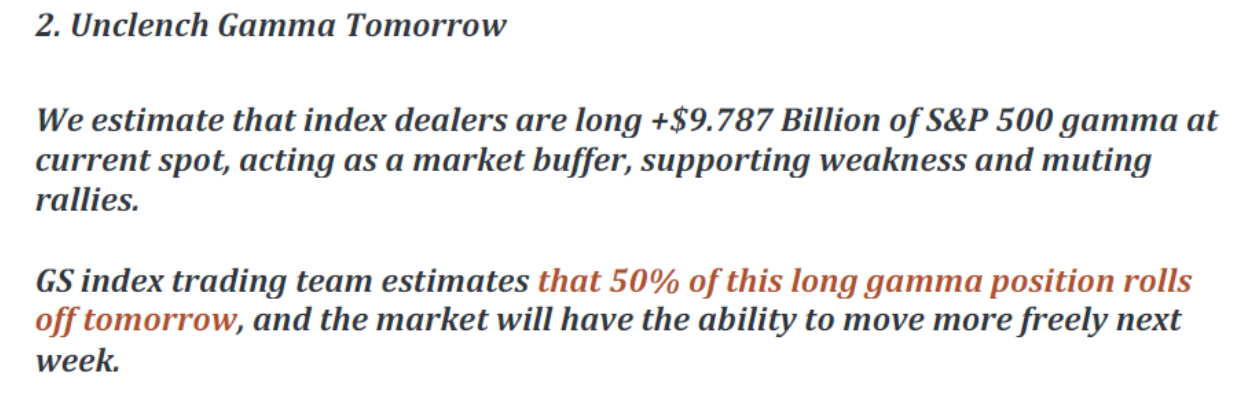 2. Unclench Gamma Tomorrow
We estimate that index dealers are long +$9.787 Billion of S&P 500 gamma at
current spot, acting as a market buffer, supporting weakness and muting
rallies.
GS index trading team estimates that 50% of this long gamma position rolls
off tomorrow, and the market will have the ability to move more freely next
week.